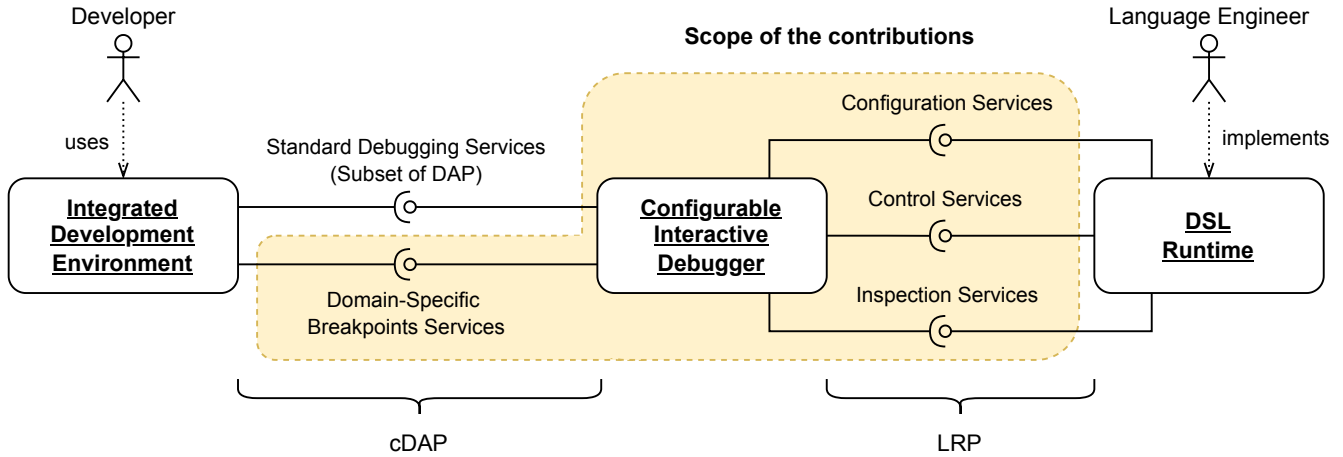 Developer
Language Engineer
Scope of the contributions
Configuration Services
uses
implements
Standard Debugging Services
(Subset of DAP)
Integrated
Development
Environment
Configurable
Interactive
Debugger
Control Services
DSL
Runtime
Domain-Specific
Breakpoints Services
Inspection Services
cDAP
LRP